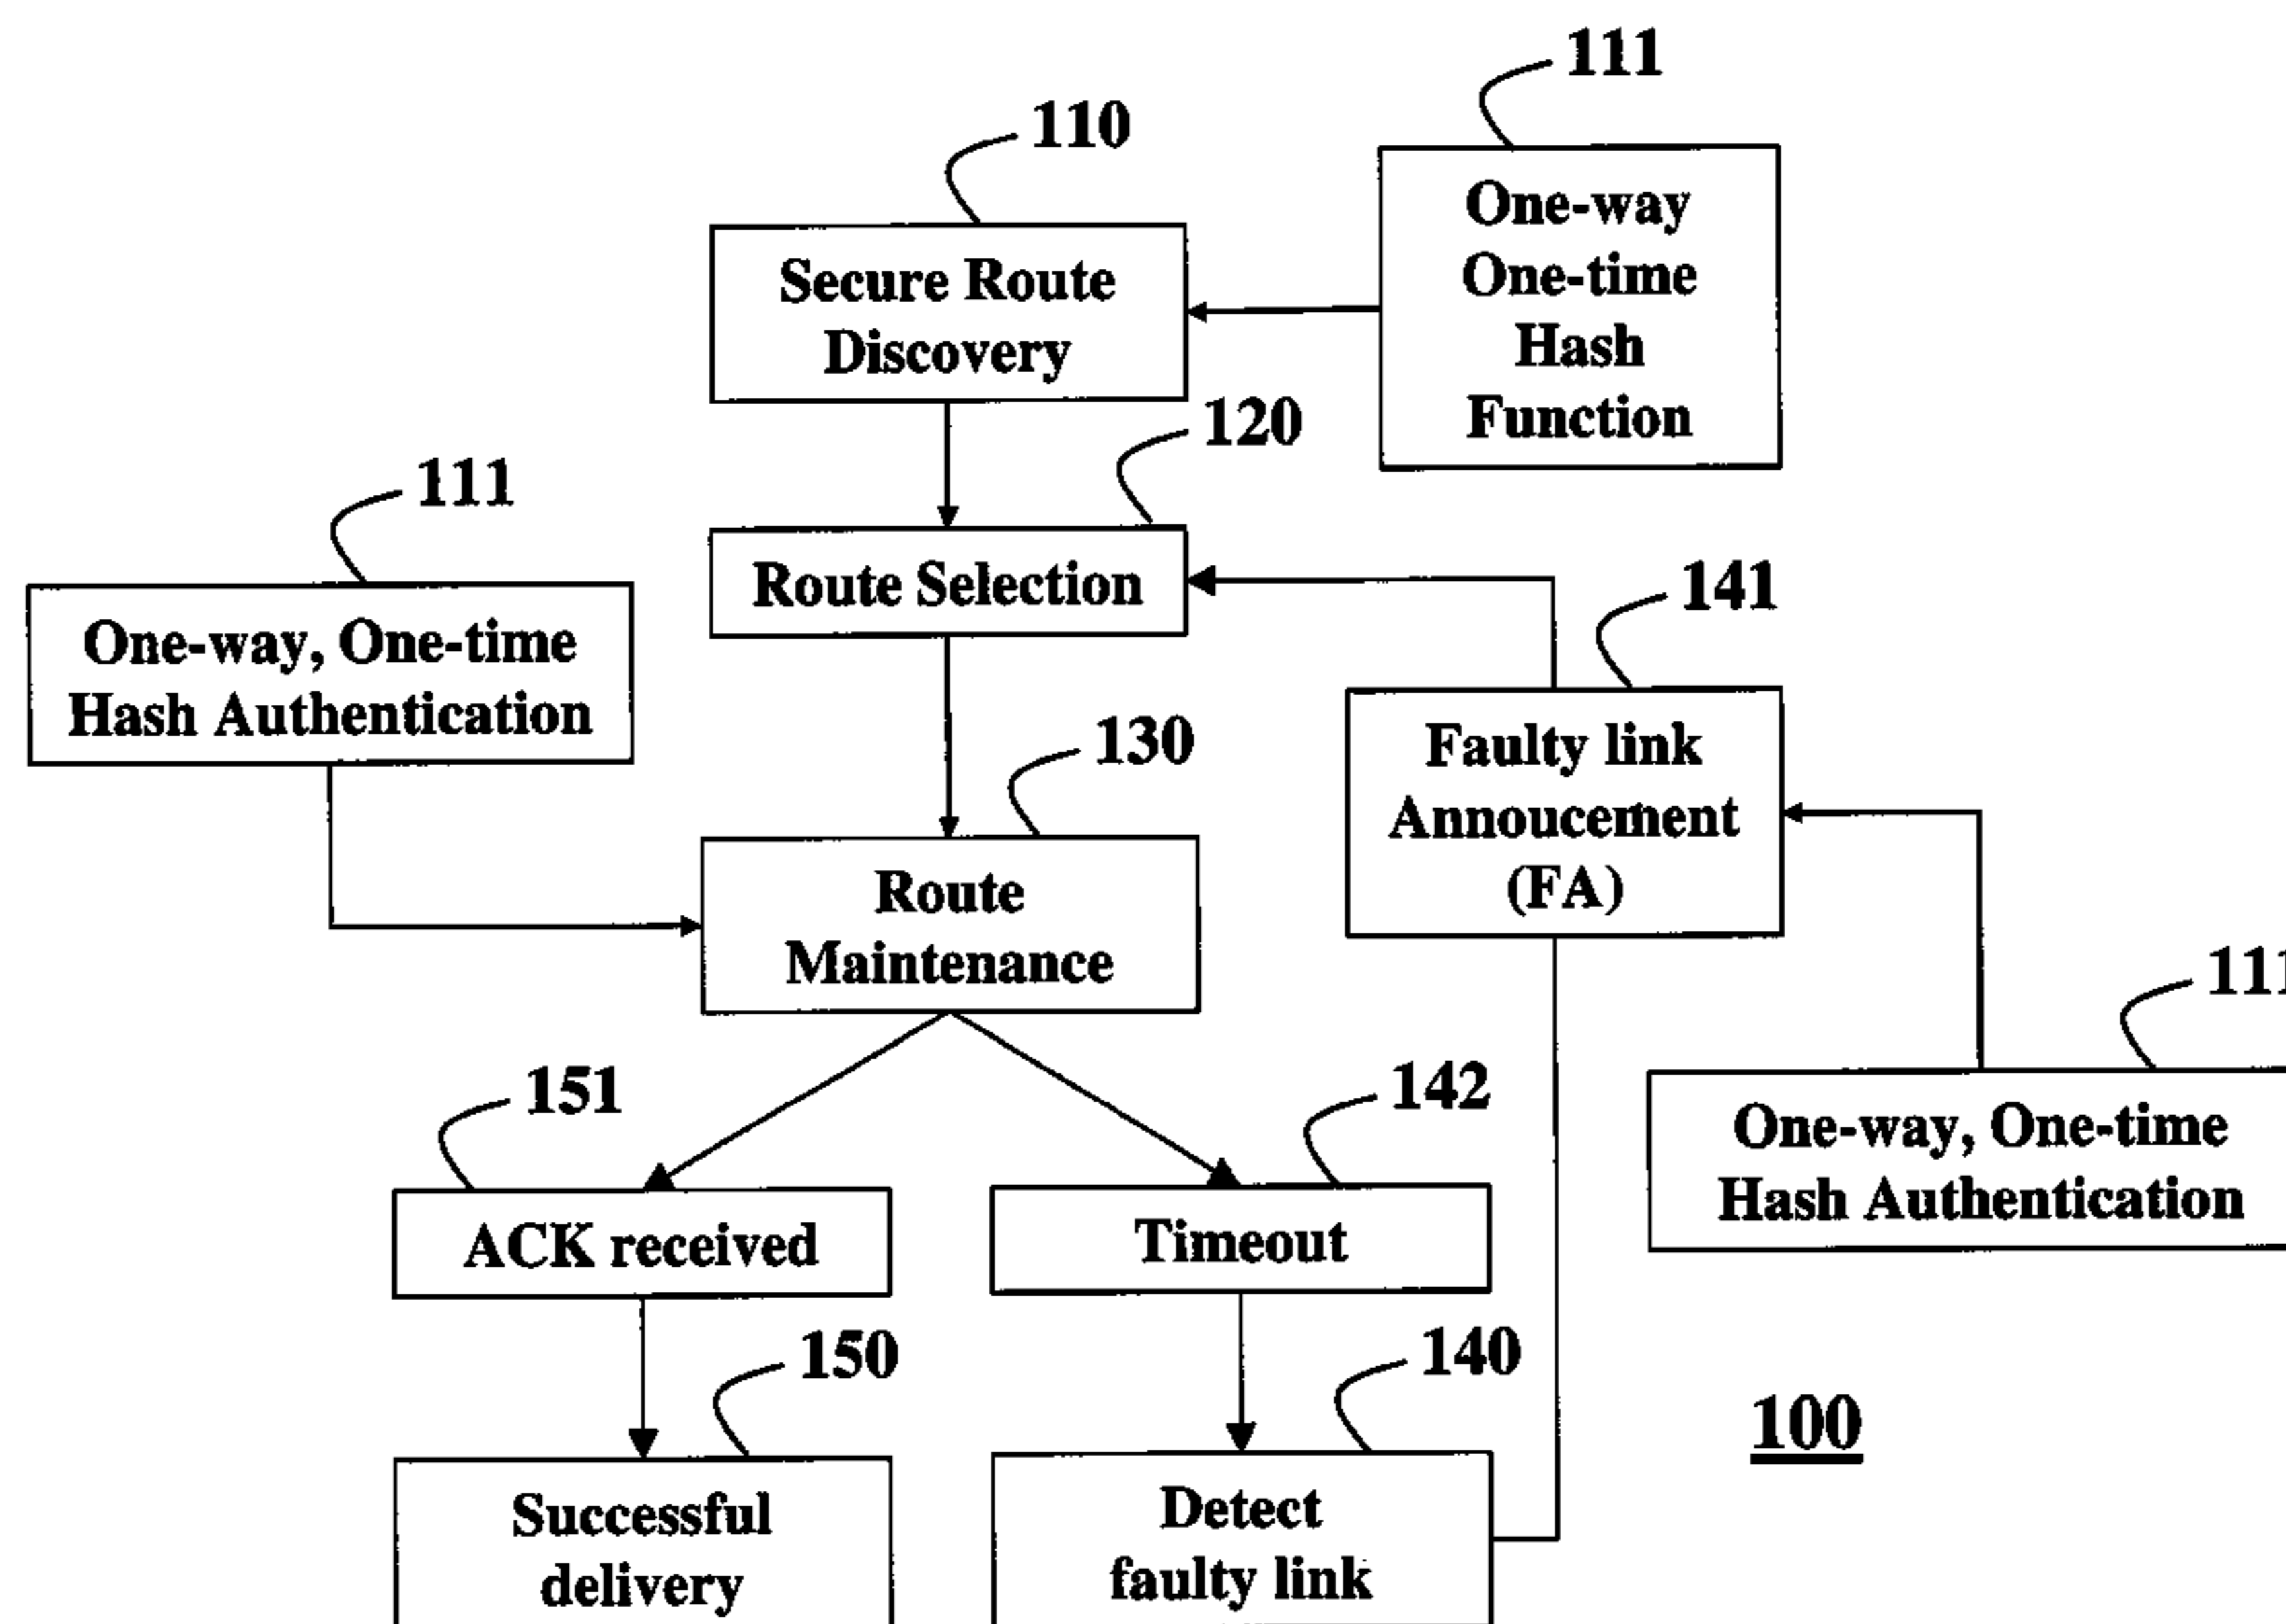 111
110
One-way
One-time
Hash
Function
Secure Route
Discovery
120
111
Route Selection
141
One-way, One-time
Hash Authentication
130
Faulty link
Annoucement
(FA)
Route
Maintenance
111
151
142
One-way, One-time
Hash Authentication
ACK received
Timeout
150
140
100
Successful
delivery
Detect
faulty link